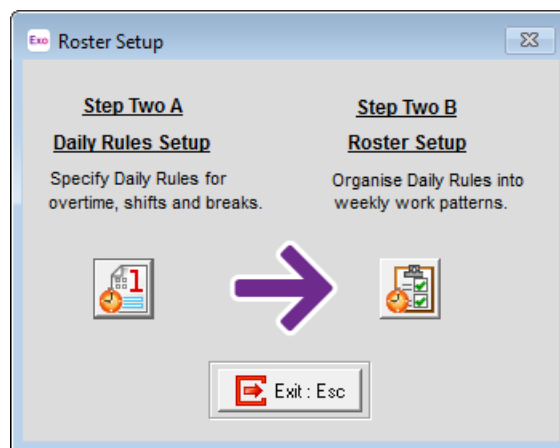 Exo Roster Setup
Step Two A
Daily Rules Setup
Specify Daily Rules for
overtime, shifts and breaks.
Step Two B
Roster Setup
Organise Daily Rules into
weekly work patterns.
1
Exit : Esc